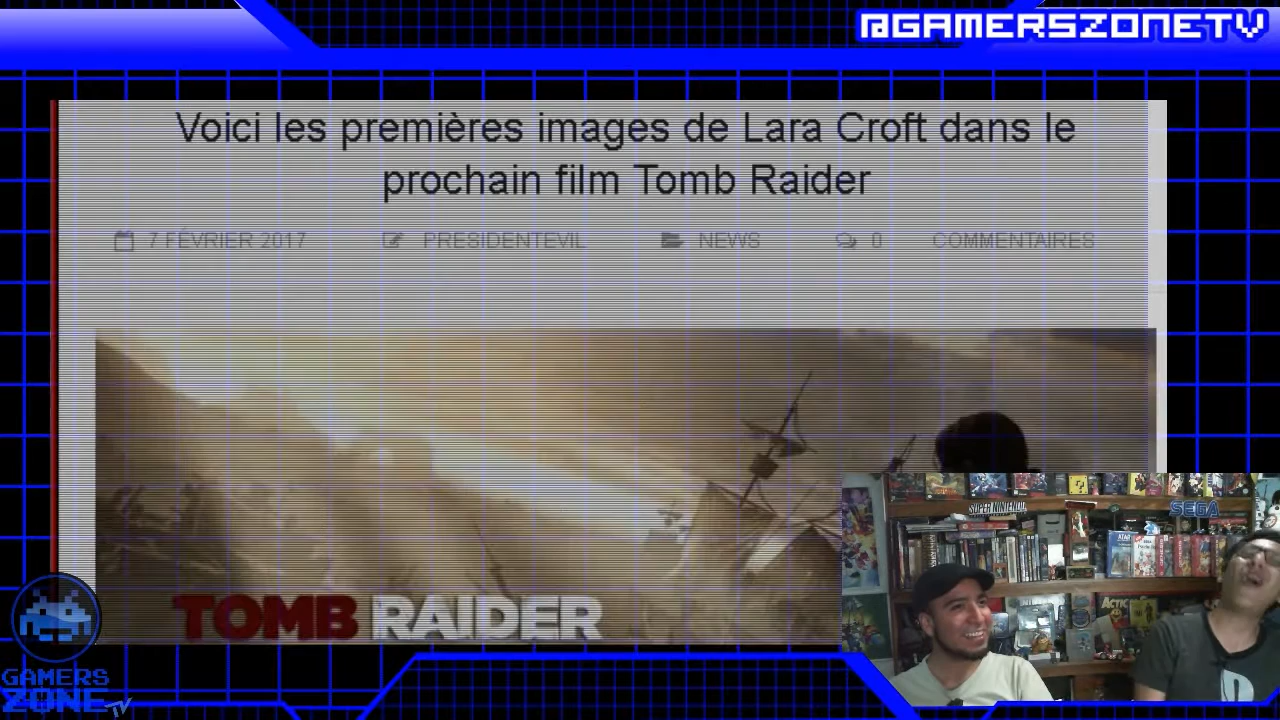 @GAMERSZONETV
Voici les premières images de Lara Croft dans le
prochain film Tomb Raider
7 FÉVRIER 2017 PRESIDENTEVIL NEWS 0 COMMENTAIRES
TOMB RAIDER
SUPER NINTENDO
SEGA
ATARI
GAMERS
ZONE TV